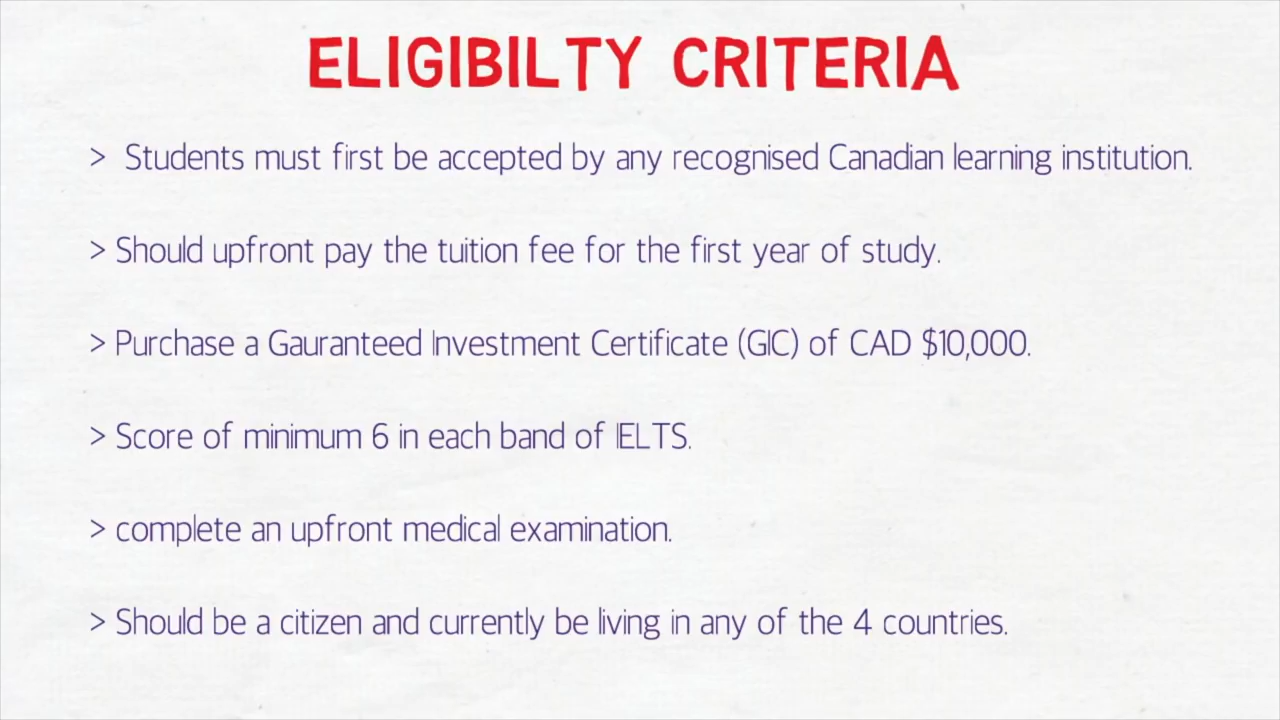 ELIGIBILTY CRITERIA
> Students must first be accepted by any recognised Canadian learning institution.
> Should upfront pay the tuition fee for the first year of study.
> Purchase a Gauranteed Investment Certificate (GIC) of CAD $10,000.
> Score of minimum 6 in each band of IELTS.
> complete an upfront medical examination.
> Should be a citizen and currently be living in any of the 4 countries.